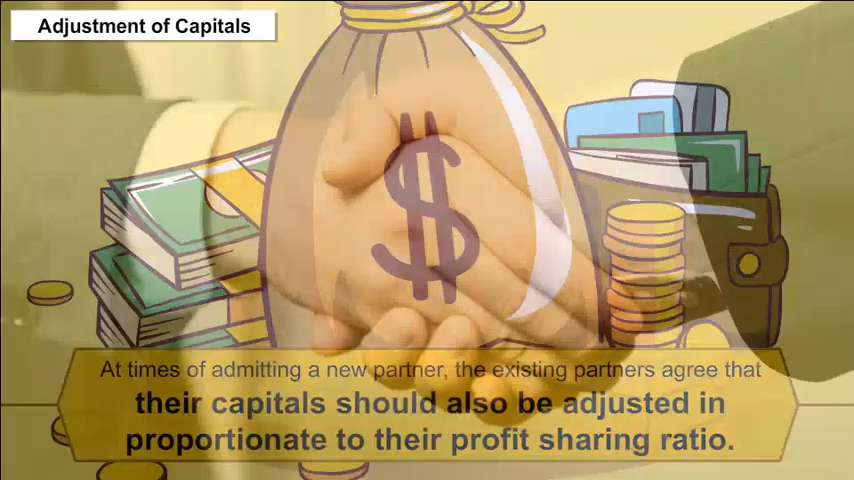 Adjustment of Capitals
$
At times of admitting a new partner, the existing partners agree that
their capitals should also be adjusted in
proportionate to their profit sharing ratio.